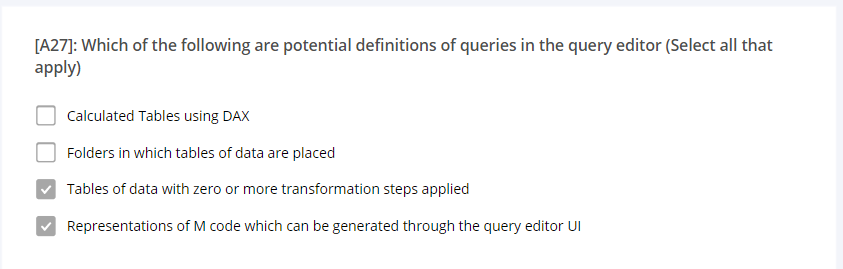 [A27]: Which of the following are potential definitions of queries in the query editor (Select all that
apply)
Calculated Tables using DAX
Folders in which tables of data are placed
Tables of data with zero or more transformation steps applied
Representations of M code which can be generated through the query editor UI